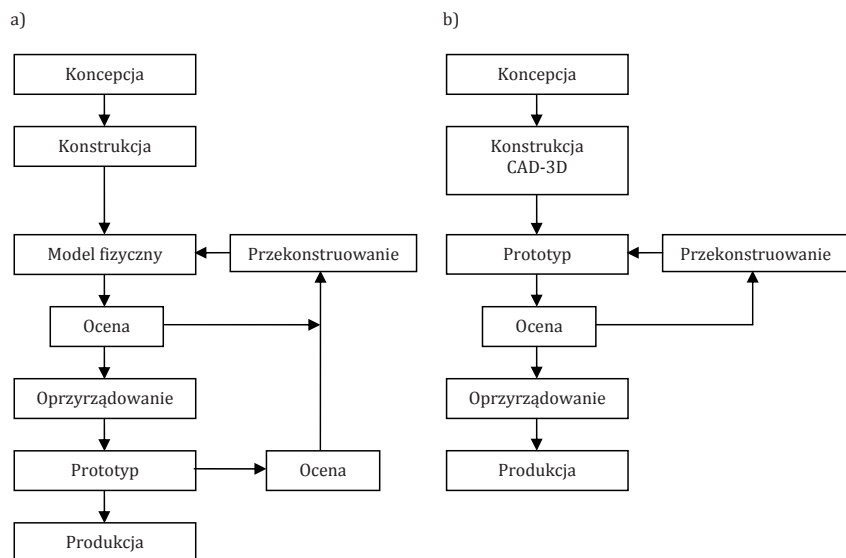 a)
Koncepcja
Konstrukcja
Model fizyczny
Przekonstruowanie
Ocena
Oprzyrządowanie
Prototyp
Ocena
Produkcja
b)
Koncepcja
Konstrukcja
CAD-3D
Prototyp
Przekonstruowanie
Ocena
Oprzyrządowanie
Produkcja